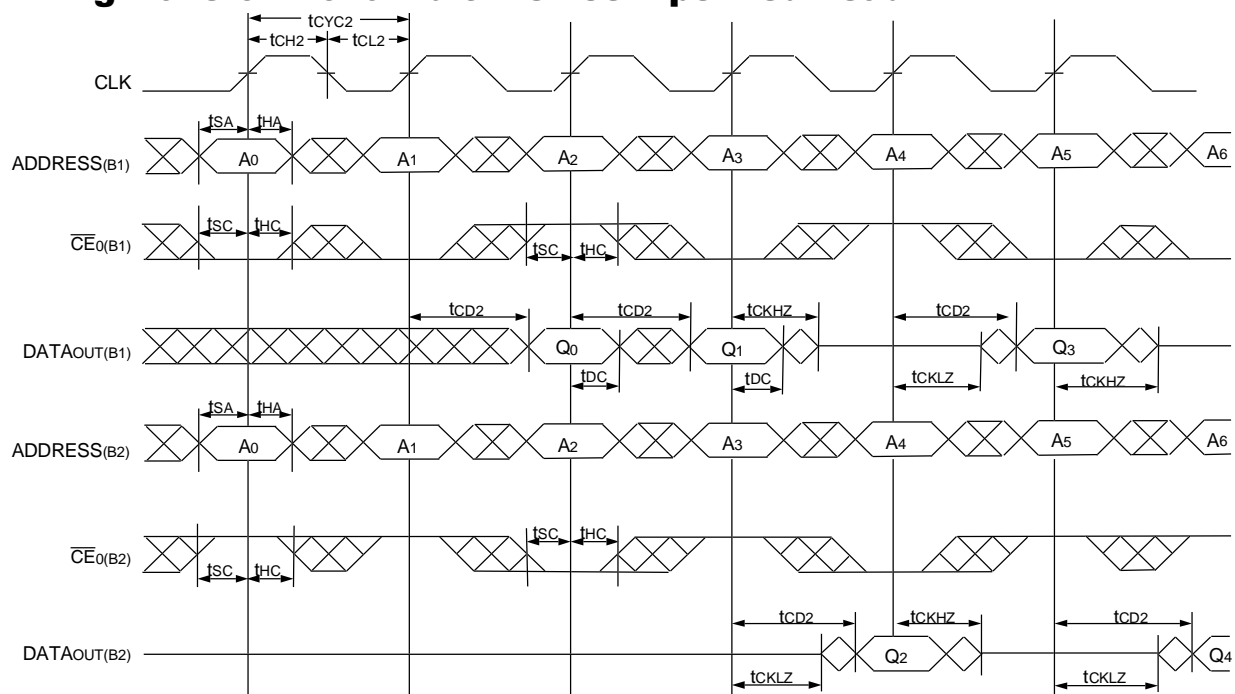 tCYC2
tCH2 tCL2
CLK
tSA tHA
ADDRESS(B1) A0 A1 A2 A3 A4 A5 A6
tSC tHC
CE0(B1)
tSC tHC
tCD2 tCD2 tCKHZ tCD2
DATAOUT(B1) Q0 Q1 Q3
tDC tDC tCKLZ tCKHZ
tSA tHA
ADDRESS(B2) A0 A1 A2 A3 A4 A5 A6
tSC tHC
CE0(B2)
tSC tHC
tCD2 tCKHZ tCD2
DATAOUT(B2) Q2 Q4
tCKLZ tCKLZ